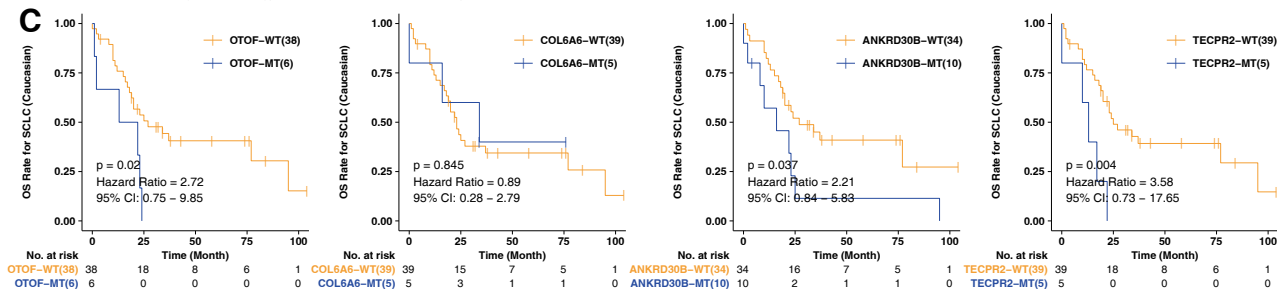 C
OS Rate for SCLC (Caucasian)
1.00
0.75
0.50
0.25
0.00
OTOF−WT(38)
OTOF−MT(6)
p = 0.02
Hazard Ratio = 2.72
95% CI: 0.75 − 9.85
0 25 50 75 100
Time (Month)
No. at risk
OTOF−WT(38) 38 18 8 6 1
OTOF−MT(6) 6 0 0 0 0
OS Rate for SCLC (Caucasian)
1.00
0.75
0.50
0.25
0.00
COL6A6−WT(39)
COL6A6−MT(5)
p = 0.845
Hazard Ratio = 0.89
95% CI: 0.28 − 2.79
0 25 50 75 100
Time (Month)
No. at risk
COL6A6−WT(39) 39 15 7 5 1
COL6A6−MT(5) 5 3 1 1 0
OS Rate for SCLC (Caucasian)
1.00
0.75
0.50
0.25
0.00
ANKRD30B−WT(34)
ANKRD30B−MT(10)
p = 0.037
Hazard Ratio = 2.21
95% CI: 0.84 − 5.83
0 25 50 75 100
Time (Month)
No. at risk
ANKRD30B−WT(34) 34 16 7 5 1
ANKRD30B−MT(10) 10 2 1 1 0
OS Rate for SCLC (Caucasian)
1.00
0.75
0.50
0.25
0.00
TECPR2−WT(39)
TECPR2−MT(5)
p = 0.004
Hazard Ratio = 3.58
95% CI: 0.73 − 17.65
0 25 50 75 100
Time (Month)
No. at risk
TECPR2−WT(39) 39 18 8 6 1
TECPR2−MT(5) 5 0 0 0 0